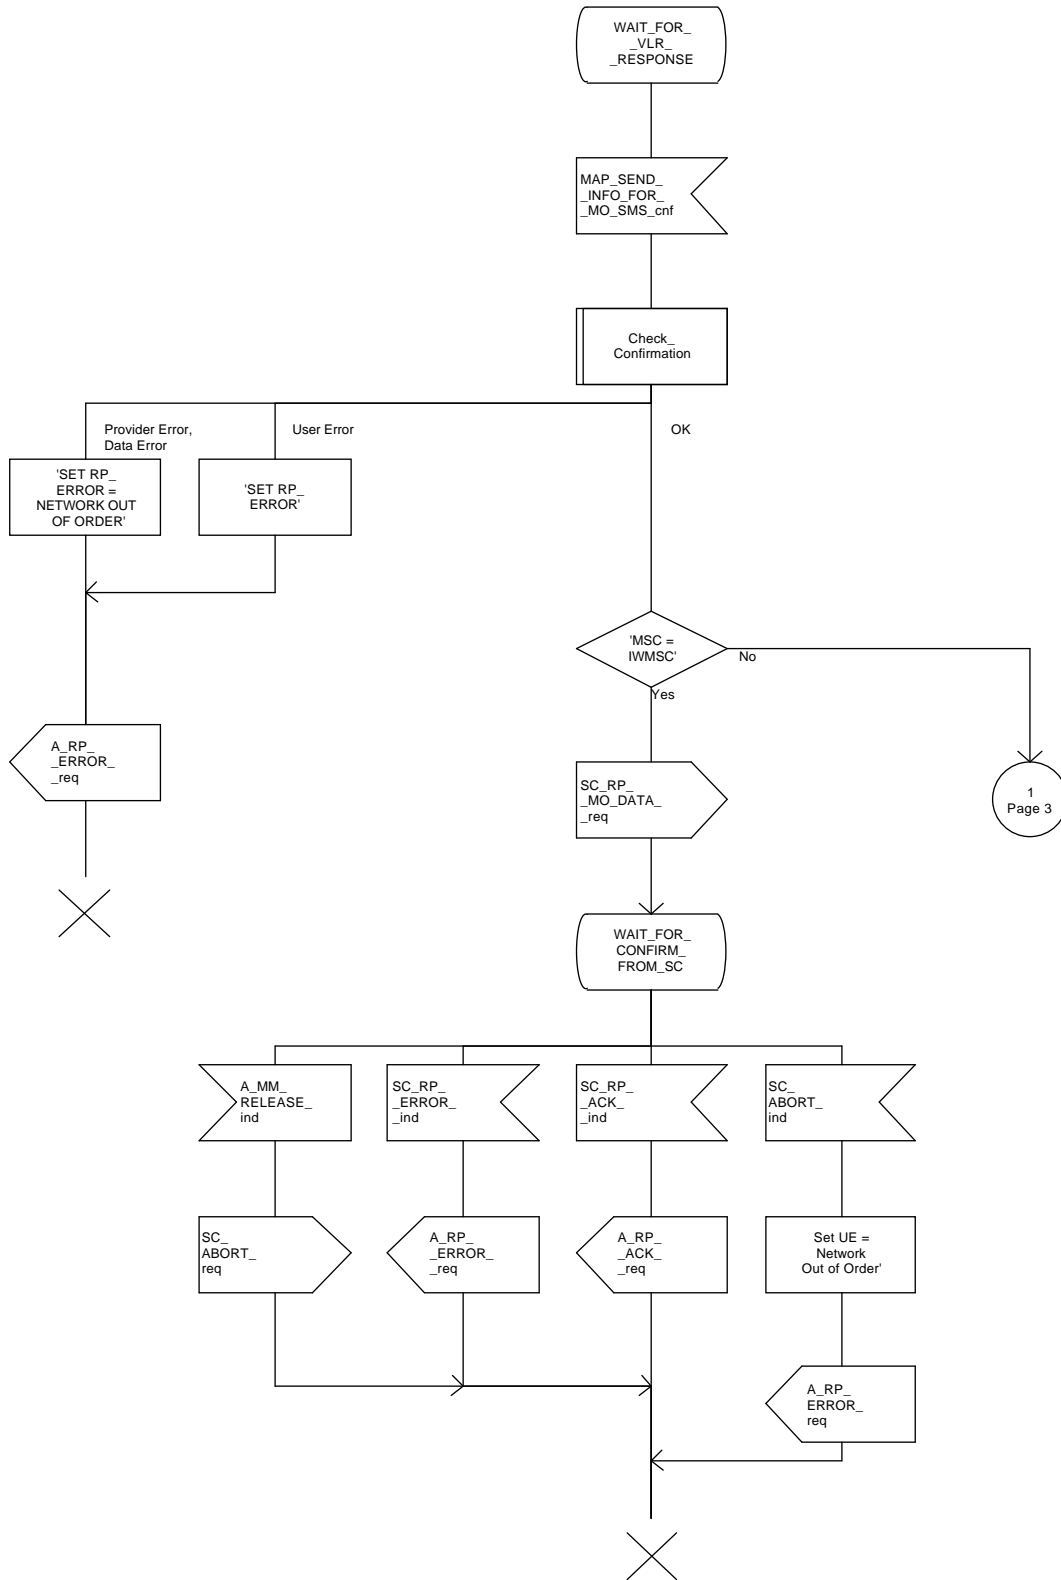 WAIT_FOR_
_VLR_
_RESPONSE
MAP_SEND_
_INFO_FOR_
_MO_SMS_cnf
Check_
Confirmation
Provider Error,
Data Error
User Error
OK
'SET RP_
ERROR =
NETWORK OUT
OF ORDER'
'SET RP_
ERROR'
'MSC =
IWMSC'
No
Yes
A_RP_
_ERROR_
_req
SC_RP_
_MO_DATA_
_req
1
Page 3
WAIT_FOR_
CONFIRM_
FROM_SC
A_MM_
RELEASE_
ind
SC_RP_
_ERROR_
_ind
SC_RP_
_ACK_
_ind
SC_
ABORT_
ind
SC_
ABORT_
req
A_RP_
_ERROR_
_req
A_RP_
_ACK_
_req
Set UE =
Network
Out of Order'
A_RP_
ERROR_
req